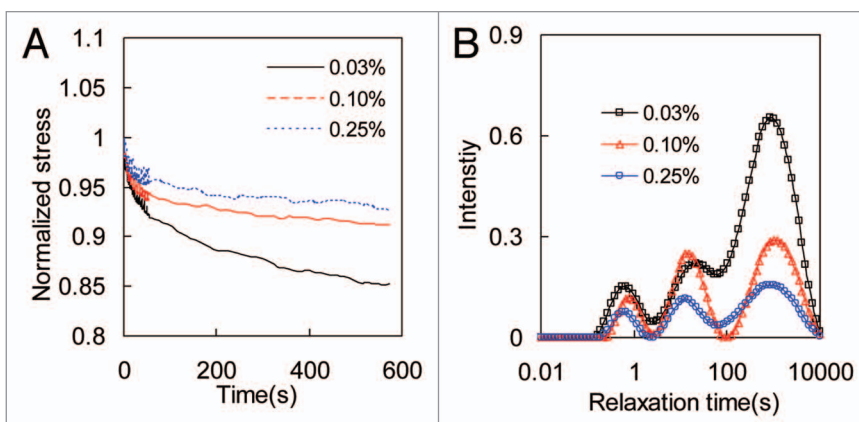 A
1.1
1.05
1
0.95
0.9
0.85
0.8
Normalized stress
0.03%
0.10%
0.25%
0 200 400 600
Time(s)
B
0.9
0.6
0.3
0
Intenstiy
0.03%
0.10%
0.25%
0.01 1 100 10000
Relaxation time(s)